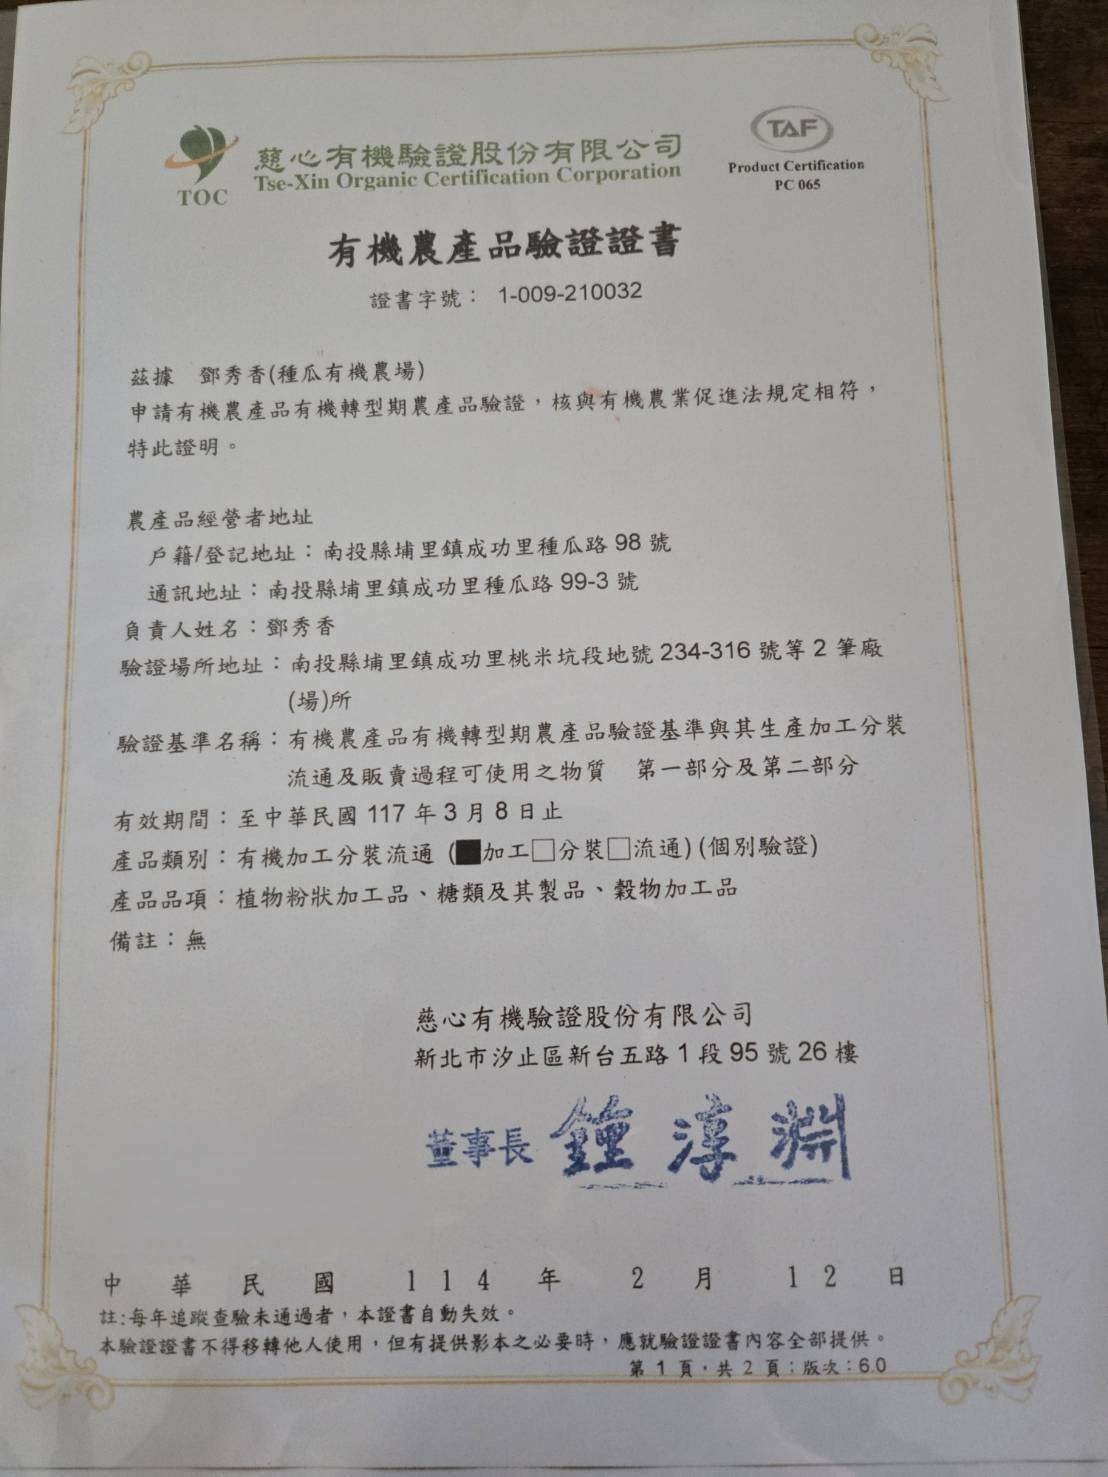 慈心有機驗證股份有限公司
Tse-Xin Organic Certification Corporation
TOC
TAF
Product Certification
PC 065
有機農產品驗證證書
證書字號： 1-009-210032
茲據 鄧秀香(種瓜有機農場)
申請有機農產品有機轉型期農產品驗證，核與有機農業促進法規定相符，
特此證明。
農產品經營者地址
戶籍/登記地址：南投縣埔里鎮成功里種瓜路 98 號
通訊地址：南投縣埔里鎮成功里種瓜路 99-3 號
負責人姓名：鄧秀香
驗證場所地址：南投縣埔里鎮成功里桃米坑段地號 234-316 號等 2 筆廠
(場)所
驗證基準名稱：有機農產品有機轉型期農產品驗證基準與其生產加工分裝
流通及販賣過程可使用之物質 第一部分及第二部分
有效期間：至中華民國 117 年 3 月 8 日止
產品類別：有機加工分裝流通 (■加工□分裝□流通) (個別驗證)
產品品項：植物粉狀加工品、糖類及其製品、穀物加工品
備註：無
慈心有機驗證股份有限公司
新北市汐止區新台五路 1 段 95 號 26 樓
董事長 鐘淳淵
中華民國 114 年 2 月 12 日
註:每年追蹤查驗未通過者，本證書自動失效。
本驗證證書不得移轉他人使用，但有提供影本之必要時，應就驗證證書內容全部提供。
第 1 頁，共 2 頁；版次：6.0